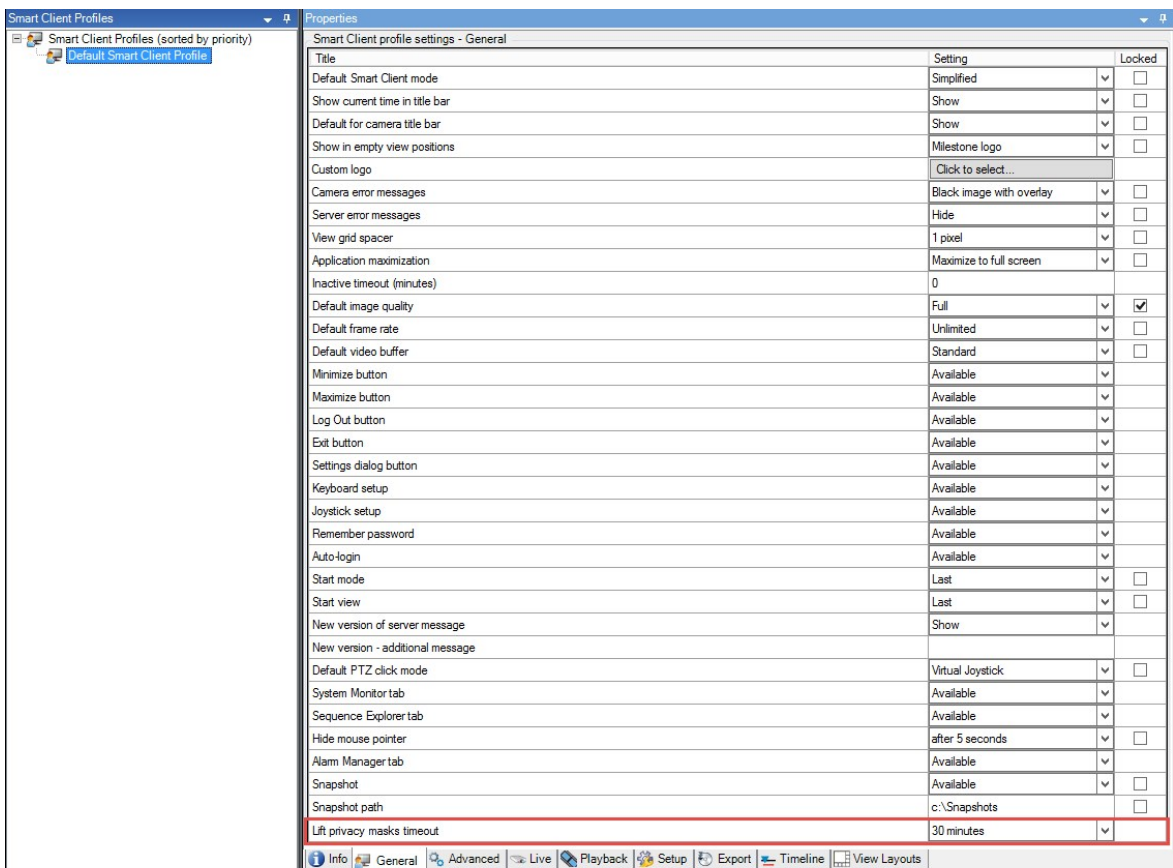 Smart Client Profiles
Smart Client Profiles (sorted by priority)
Default Smart Client Profile
Properties
Smart Client profile settings - General
Title Setting Locked
Default Smart Client mode Simplified
Show current time in title bar Show
Default for camera title bar Show
Show in empty view positions Milestone logo
Custom logo Click to select...
Camera error messages Black image with overlay
Server error messages Hide
View grid spacer 1 pixel
Application maximization Maximize to full screen
Inactive timeout (minutes) 0
Default image quality Full
Default frame rate Unlimited
Default video buffer Standard
Minimize button Available
Maximize button Available
Log Out button Available
Exit button Available
Settings dialog button Available
Keyboard setup Available
Joystick setup Available
Remember password Available
Auto-login Available
Start mode Last
Start view Last
New version of server message Show
New version - additional message
Default PTZ click mode Virtual Joystick
System Monitor tab Available
Sequence Explorer tab Available
Hide mouse pointer after 5 seconds
Alarm Manager tab Available
Snapshot Available
Snapshot path c:\Snapshots
Lift privacy masks timeout 30 minutes
Info General Advanced Live Playback Setup Export Timeline View Layouts